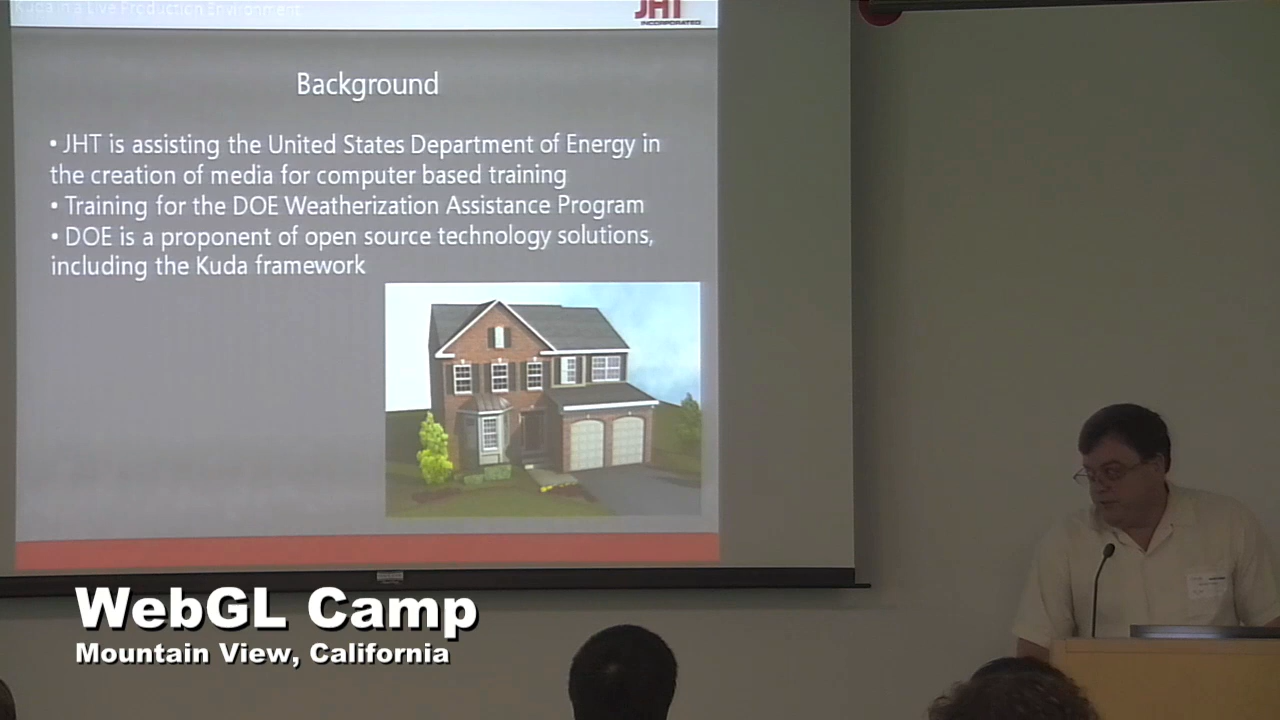 Kuda in a Live Production Environment
JHT
INCORPORATED
Background
• JHT is assisting the United States Department of Energy in
the creation of media for computer based training
• Training for the DOE Weatherization Assistance Program
• DOE is a proponent of open source technology solutions,
including the Kuda framework
WebGL Camp
Mountain View, California